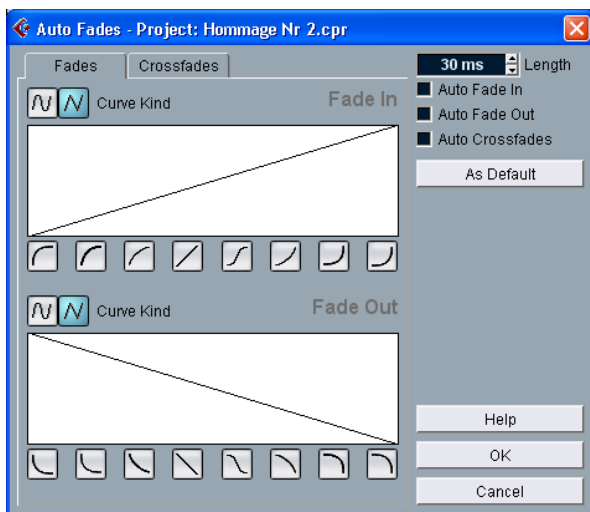 Auto Fades - Project: Hommage Nr 2.cpr
Fades
Crossfades
Curve Kind
Fade In
Curve Kind
Fade Out
30 ms
Length
Auto Fade In
Auto Fade Out
Auto Crossfades
As Default
Help
OK
Cancel